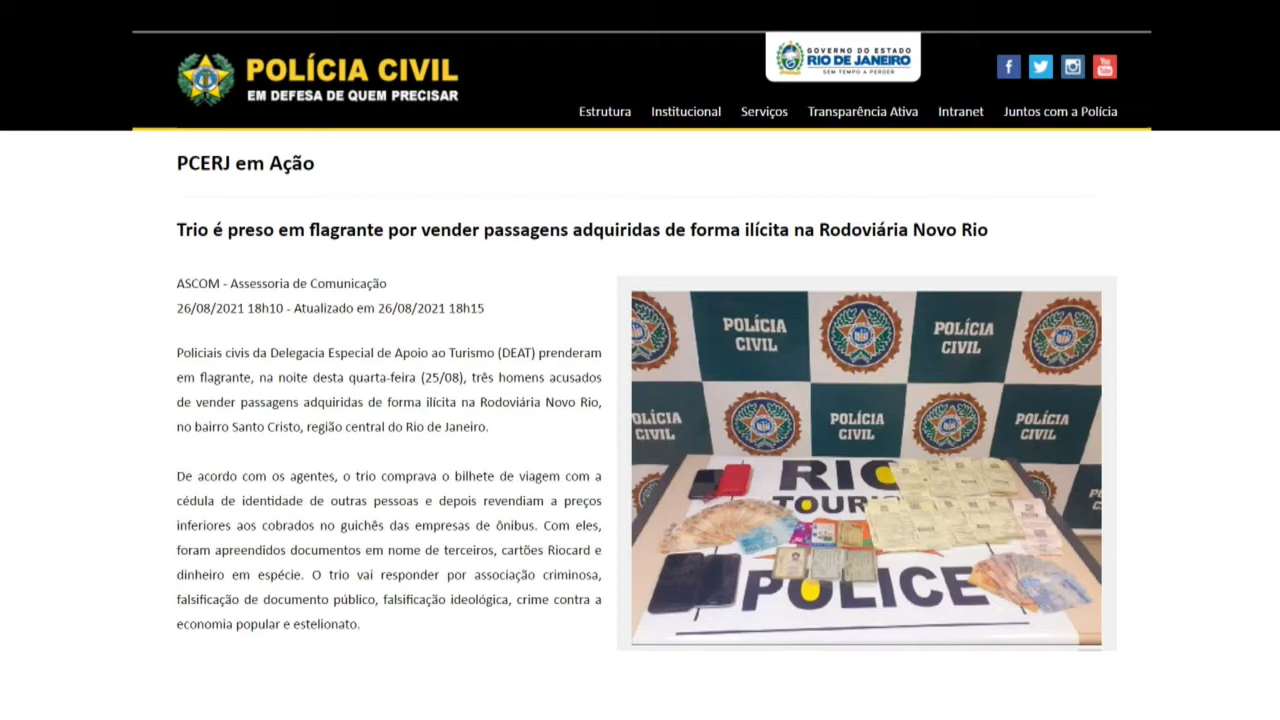 POLÍCIA CIVIL
EM DEFESA DE QUEM PRECISAR
GOVERNO DO ESTADO
RIO DE JANEIRO
SEM TEMPO A PERDER
You
Tube
Estrutura Institucional Serviços Transparência Ativa Intranet Juntos com a Polícia
PCERJ em Ação
Trio é preso em flagrante por vender passagens adquiridas de forma ilícita na Rodoviária Novo Rio
ASCOM - Assessoria de Comunicação
26/08/2021 18h10 - Atualizado em 26/08/2021 18h15
Policiais civis da Delegacia Especial de Apoio ao Turismo (DEAT) prenderam
em flagrante, na noite desta quarta-feira (25/08), três homens acusados
de vender passagens adquiridas de forma ilícita na Rodoviária Novo Rio,
no bairro Santo Cristo, região central do Rio de Janeiro.
De acordo com os agentes, o trio comprava o bilhete de viagem com a
cédula de identidade de outras pessoas e depois revendiam a preços
inferiores aos cobrados no guichês das empresas de ônibus. Com eles,
foram apreendidos documentos em nome de terceiros, cartões Riocard e
dinheiro em espécie. O trio vai responder por associação criminosa,
falsificação de documento público, falsificação ideológica, crime contra a
economia popular e estelionato.
POLÍCIA
CIVIL
POLÍCIA
CIVIL
POLÍCIA
CIVIL
POLÍCIA
CIVIL
POLÍCIA
CIVIL
RIO
TOURIS
POLICE